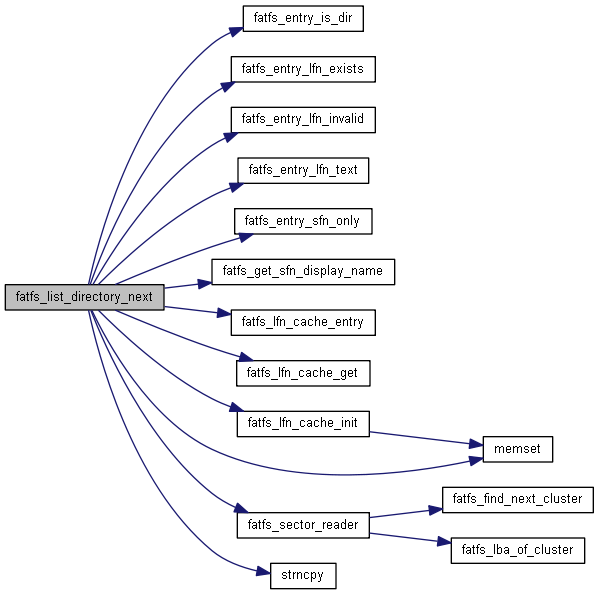 fatfs_entry_is_dir
fatfs_entry_lfn_exists
fatfs_entry_lfn_invalid
fatfs_entry_lfn_text
fatfs_entry_sfn_only
fatfs_get_sfn_display_name
fatfs_list_directory_next
fatfs_lfn_cache_entry
fatfs_lfn_cache_get
fatfs_lfn_cache_init
memset
fatfs_find_next_cluster
fatfs_sector_reader
fatfs_lba_of_cluster
strncpy